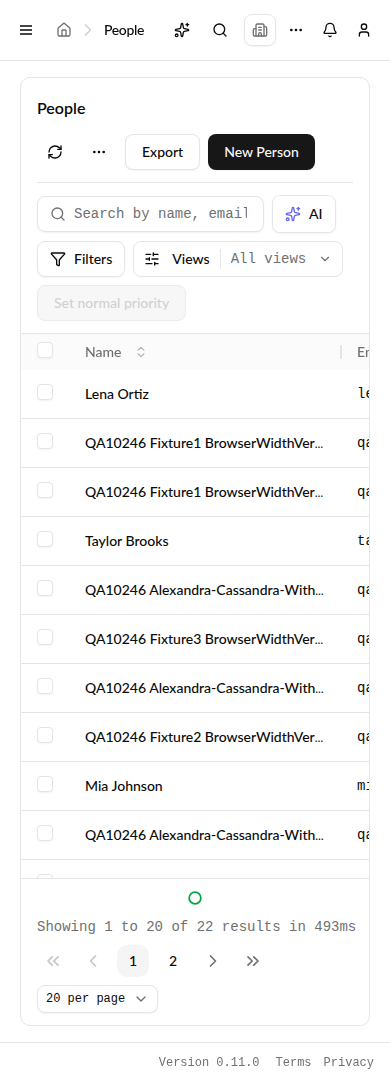 People
People
Export
New Person
Search by name, email
AI
Filters
Views
All views
Set normal priority
Name
Lena Ortiz
QA10246 Fixture1 BrowserWidthVer...
QA10246 Fixture1 BrowserWidthVer...
Taylor Brooks
QA10246 Alexandra-Cassandra-With...
QA10246 Fixture3 BrowserWidthVer...
QA10246 Alexandra-Cassandra-With...
QA10246 Fixture2 BrowserWidthVer...
Mia Johnson
QA10246 Alexandra-Cassandra-With...
Showing 1 to 20 of 22 results in 493ms
1 2
20 per page
Version 0.11.0 Terms Privacy